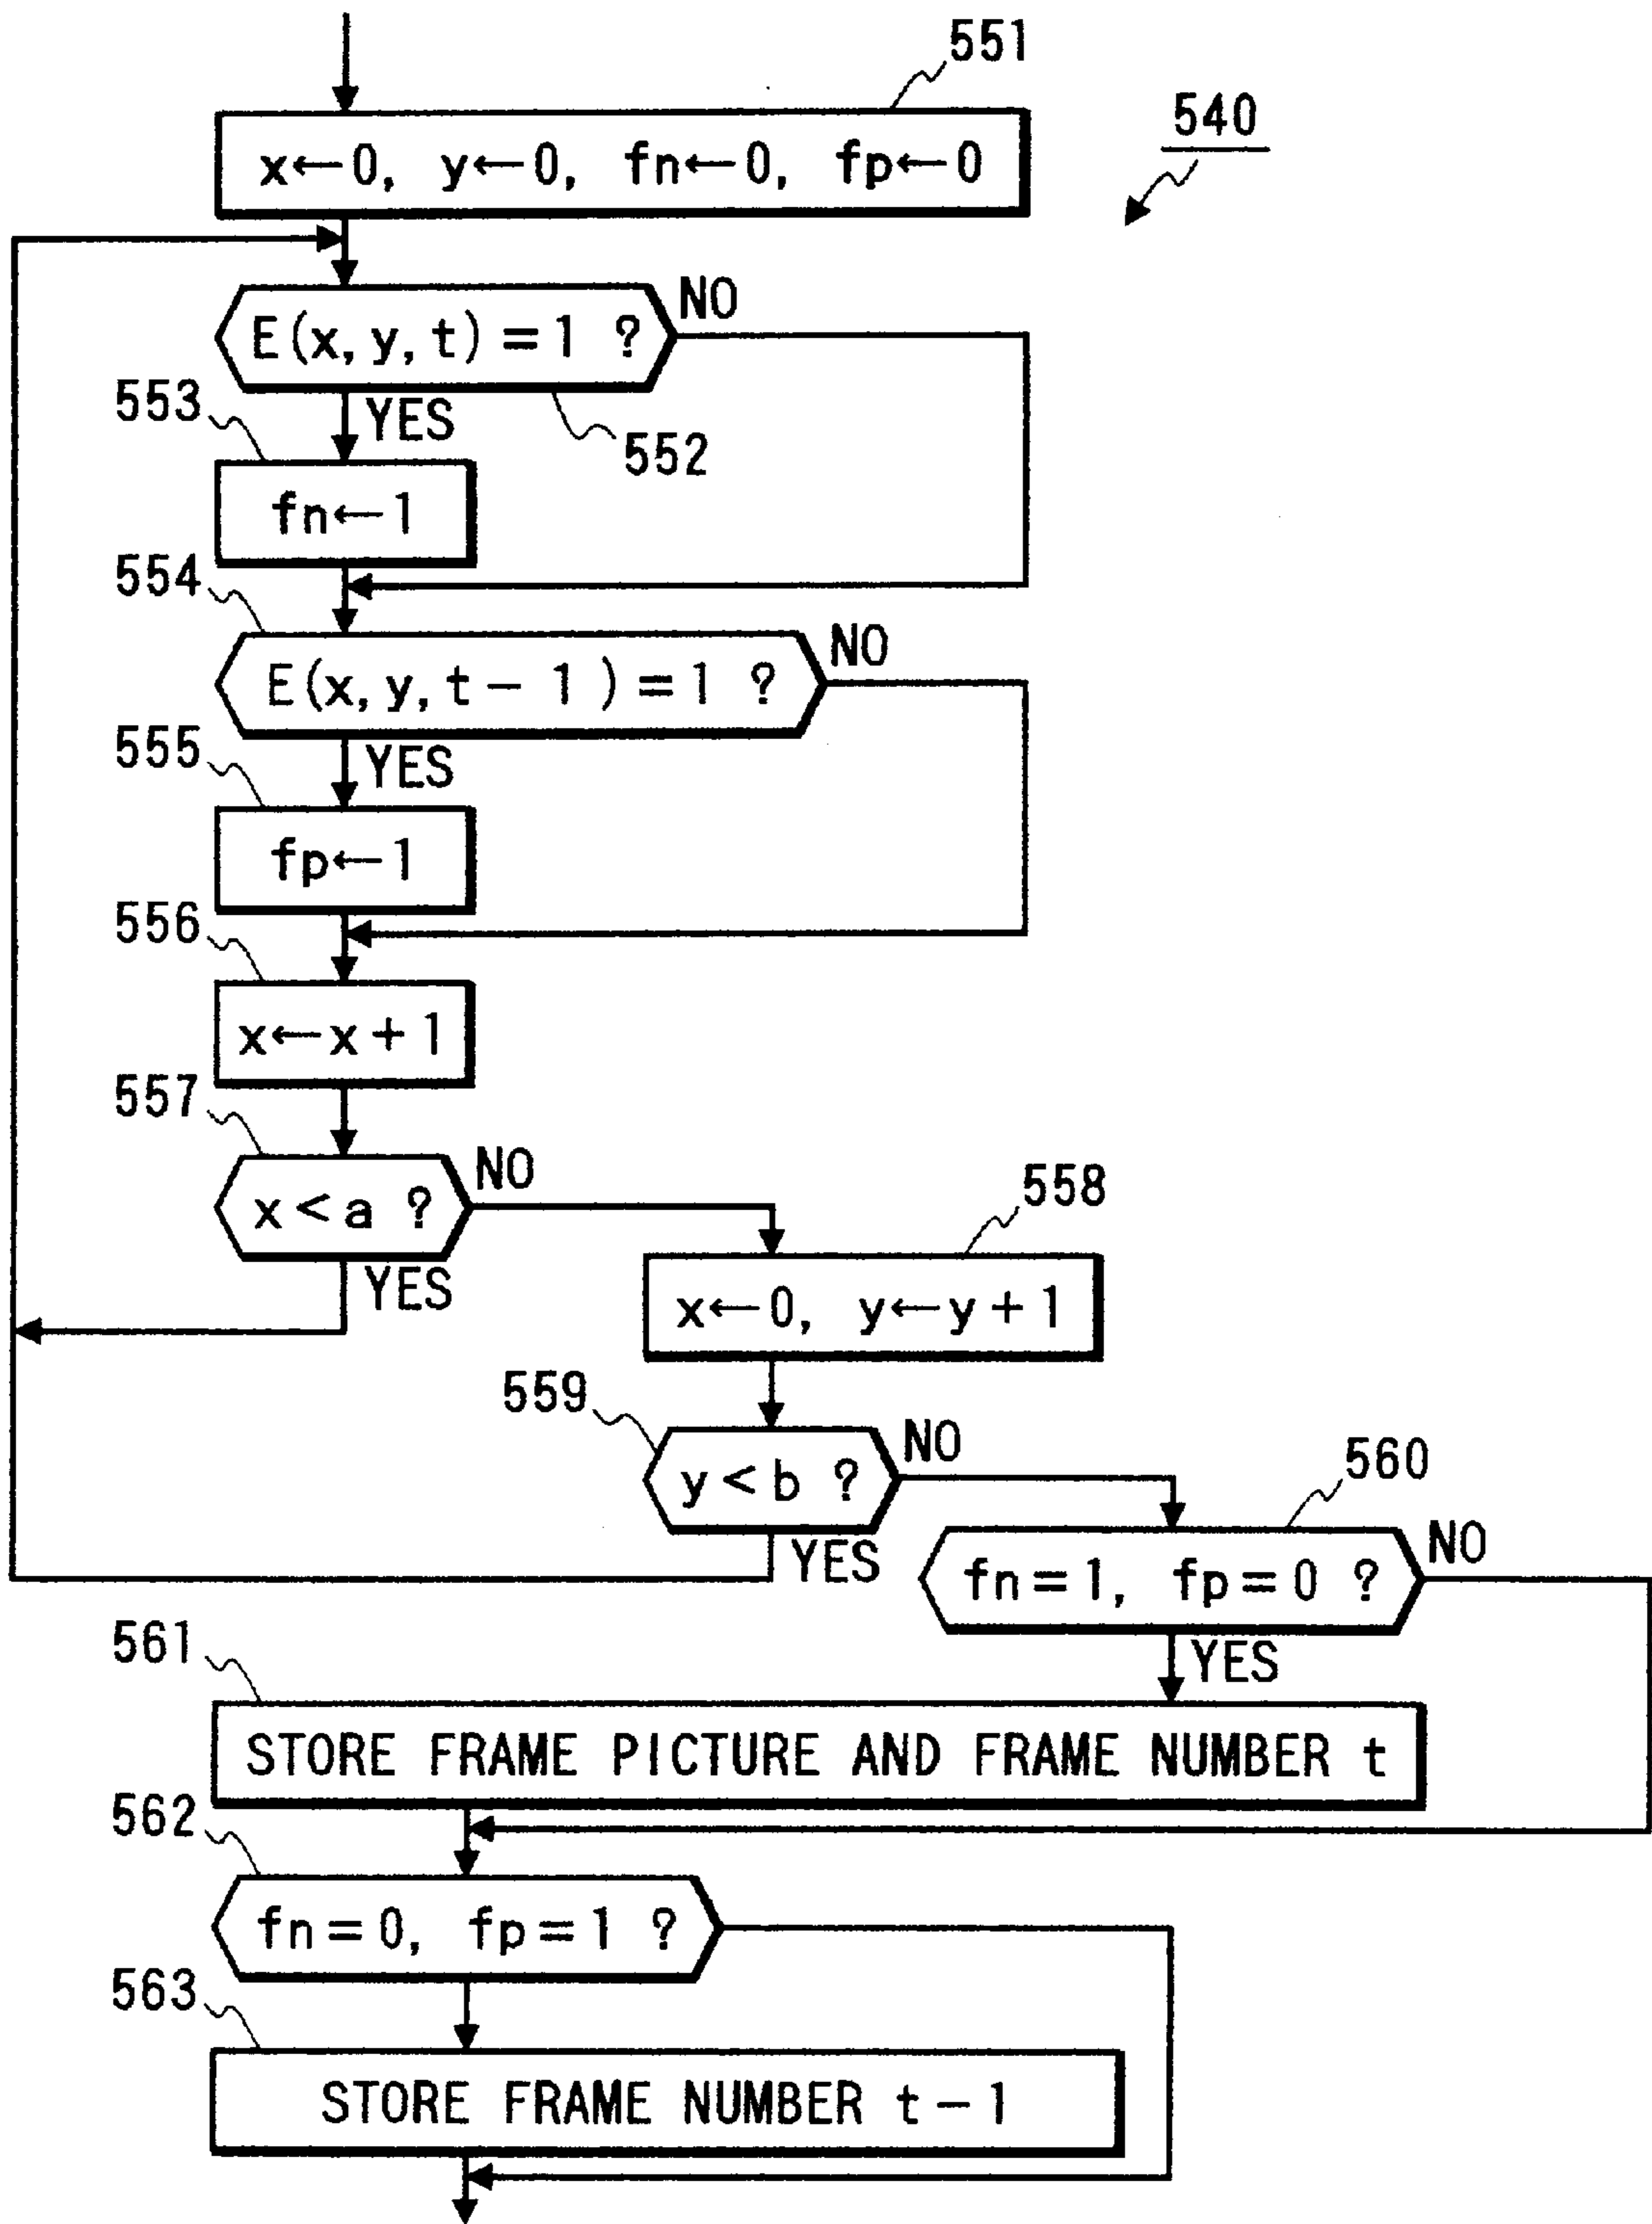 551
540
x←0, y←0, fn←0, fp←0
E(x, y, t)=1 ?
NO
YES
552
553
fn←1
554
E(x, y, t-1)=1 ?
NO
YES
555
fp←1
556
x←x+1
557
x<a ?
NO
YES
558
x←0, y←y+1
559
y<b ?
NO
YES
560
fn=1, fp=0 ?
NO
YES
561
STORE FRAME PICTURE AND FRAME NUMBER t
562
fn=0, fp=1 ?
563
STORE FRAME NUMBER t-1